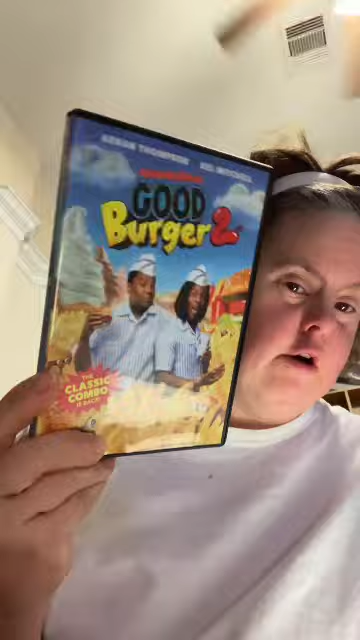 KENAN THOMPSON KEL MITCHELL
GOOD
Burger 2
THE
CLASSIC
COMBO
IS BACK!